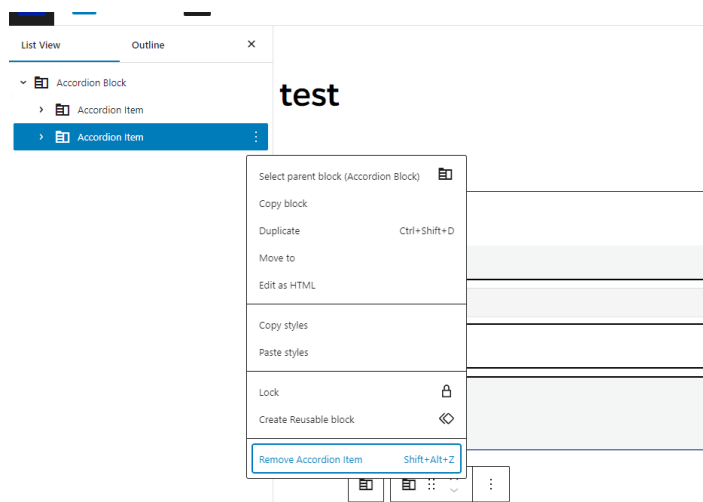 List View
Outline
Accordion Block
Accordion Item
Accordion Item
test
Select parent block (Accordion Block)
Copy block
Duplicate Ctrl+Shift+D
Move to
Edit as HTML
Copy styles
Paste styles
Lock
Create Reusable block
Remove Accordion Item Shift+Alt+Z